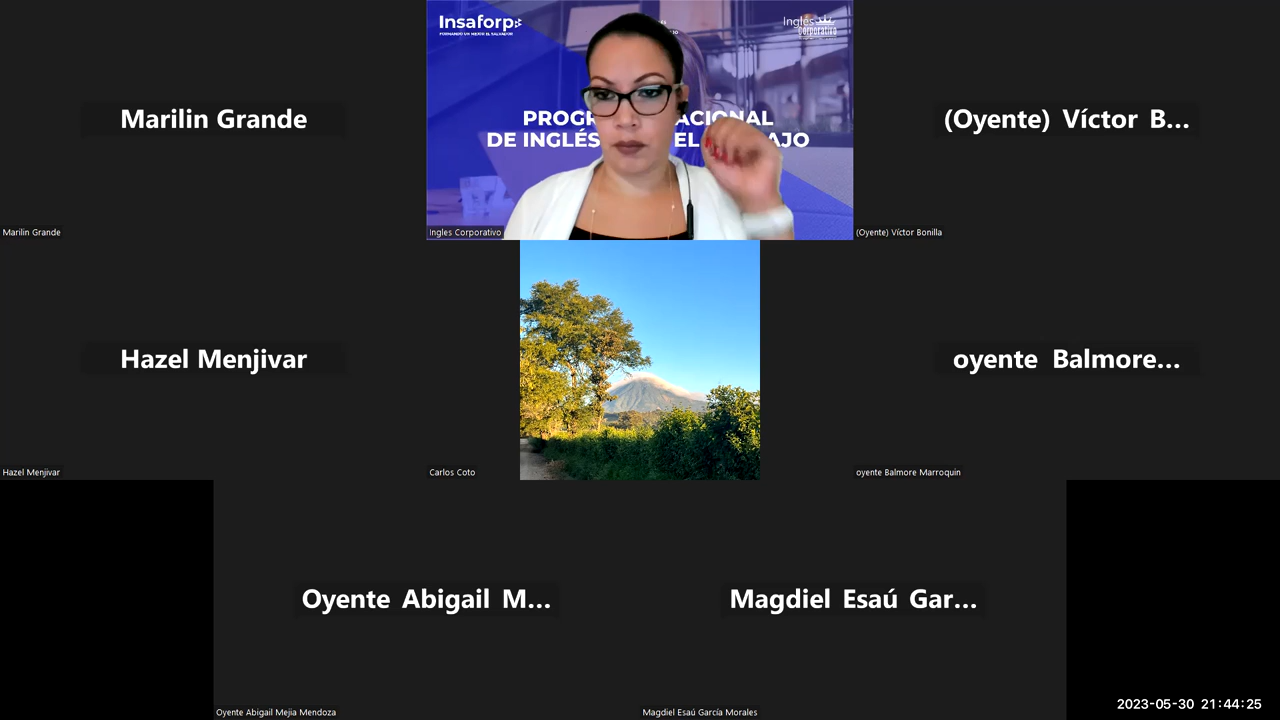 Marilin Grande
Marilin Grande
Insaforp
FORMANDO UN MEJOR EL SALVADOR
Inglés
Corporativo
PROGR ACIONAL
DE INGLÉS EL AJO
Ingles Corporativo
(Oyente) Víctor B...
(Oyente) Víctor Bonilla
Hazel Menjivar
Hazel Menjivar
Carlos Coto
oyente Balmore...
oyente Balmore Marroquin
Oyente Abigail M...
Oyente Abigail Mejia Mendoza
Magdiel Esaú Gar...
Magdiel Esaú García Morales
2023-05-30 21:44:25